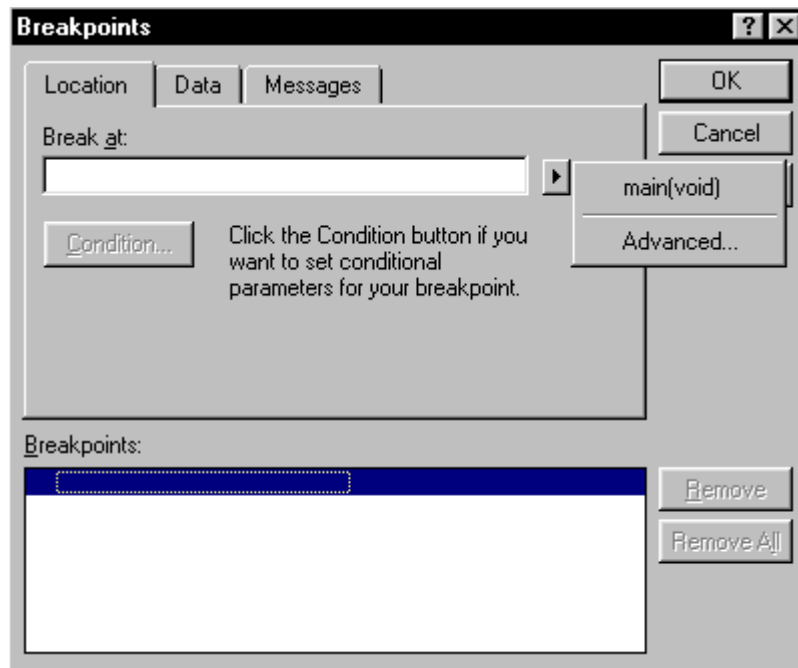 Breakpoints
Location Data Messages
OK
Break at:
Cancel
main(void)
Condition...
Click the Condition button if you
want to set conditional
parameters for your breakpoint.
Advanced...
Breakpoints:
Remove
Remove All